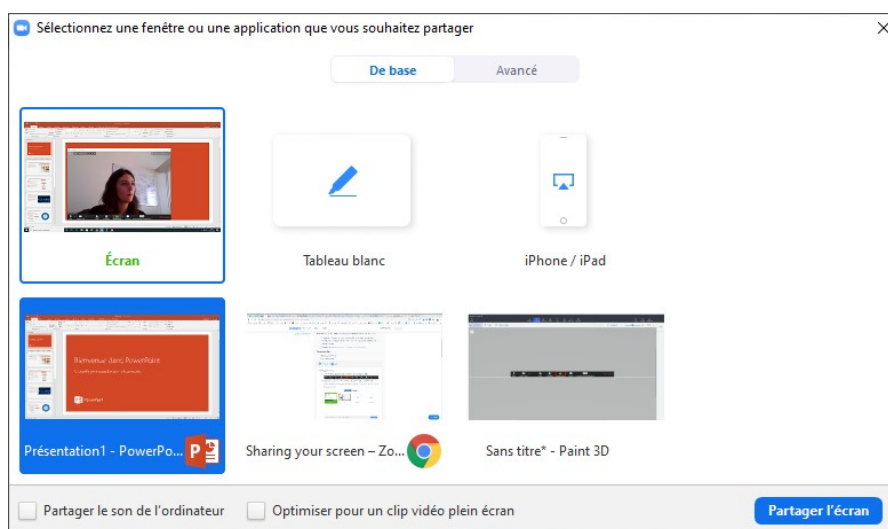 Sélectionnez une fenêtre ou une application que vous souhaitez partager
De base Avancé
Écran Tableau blanc iPhone / iPad
Bienvenue dans PowerPoint
PowerPoint
Présentation1 - PowerPo... Sharing your screen – Zo... Sans titre* - Paint 3D
Partager le son de l'ordinateur Optimiser pour un clip vidéo plein écran Partager l'écran